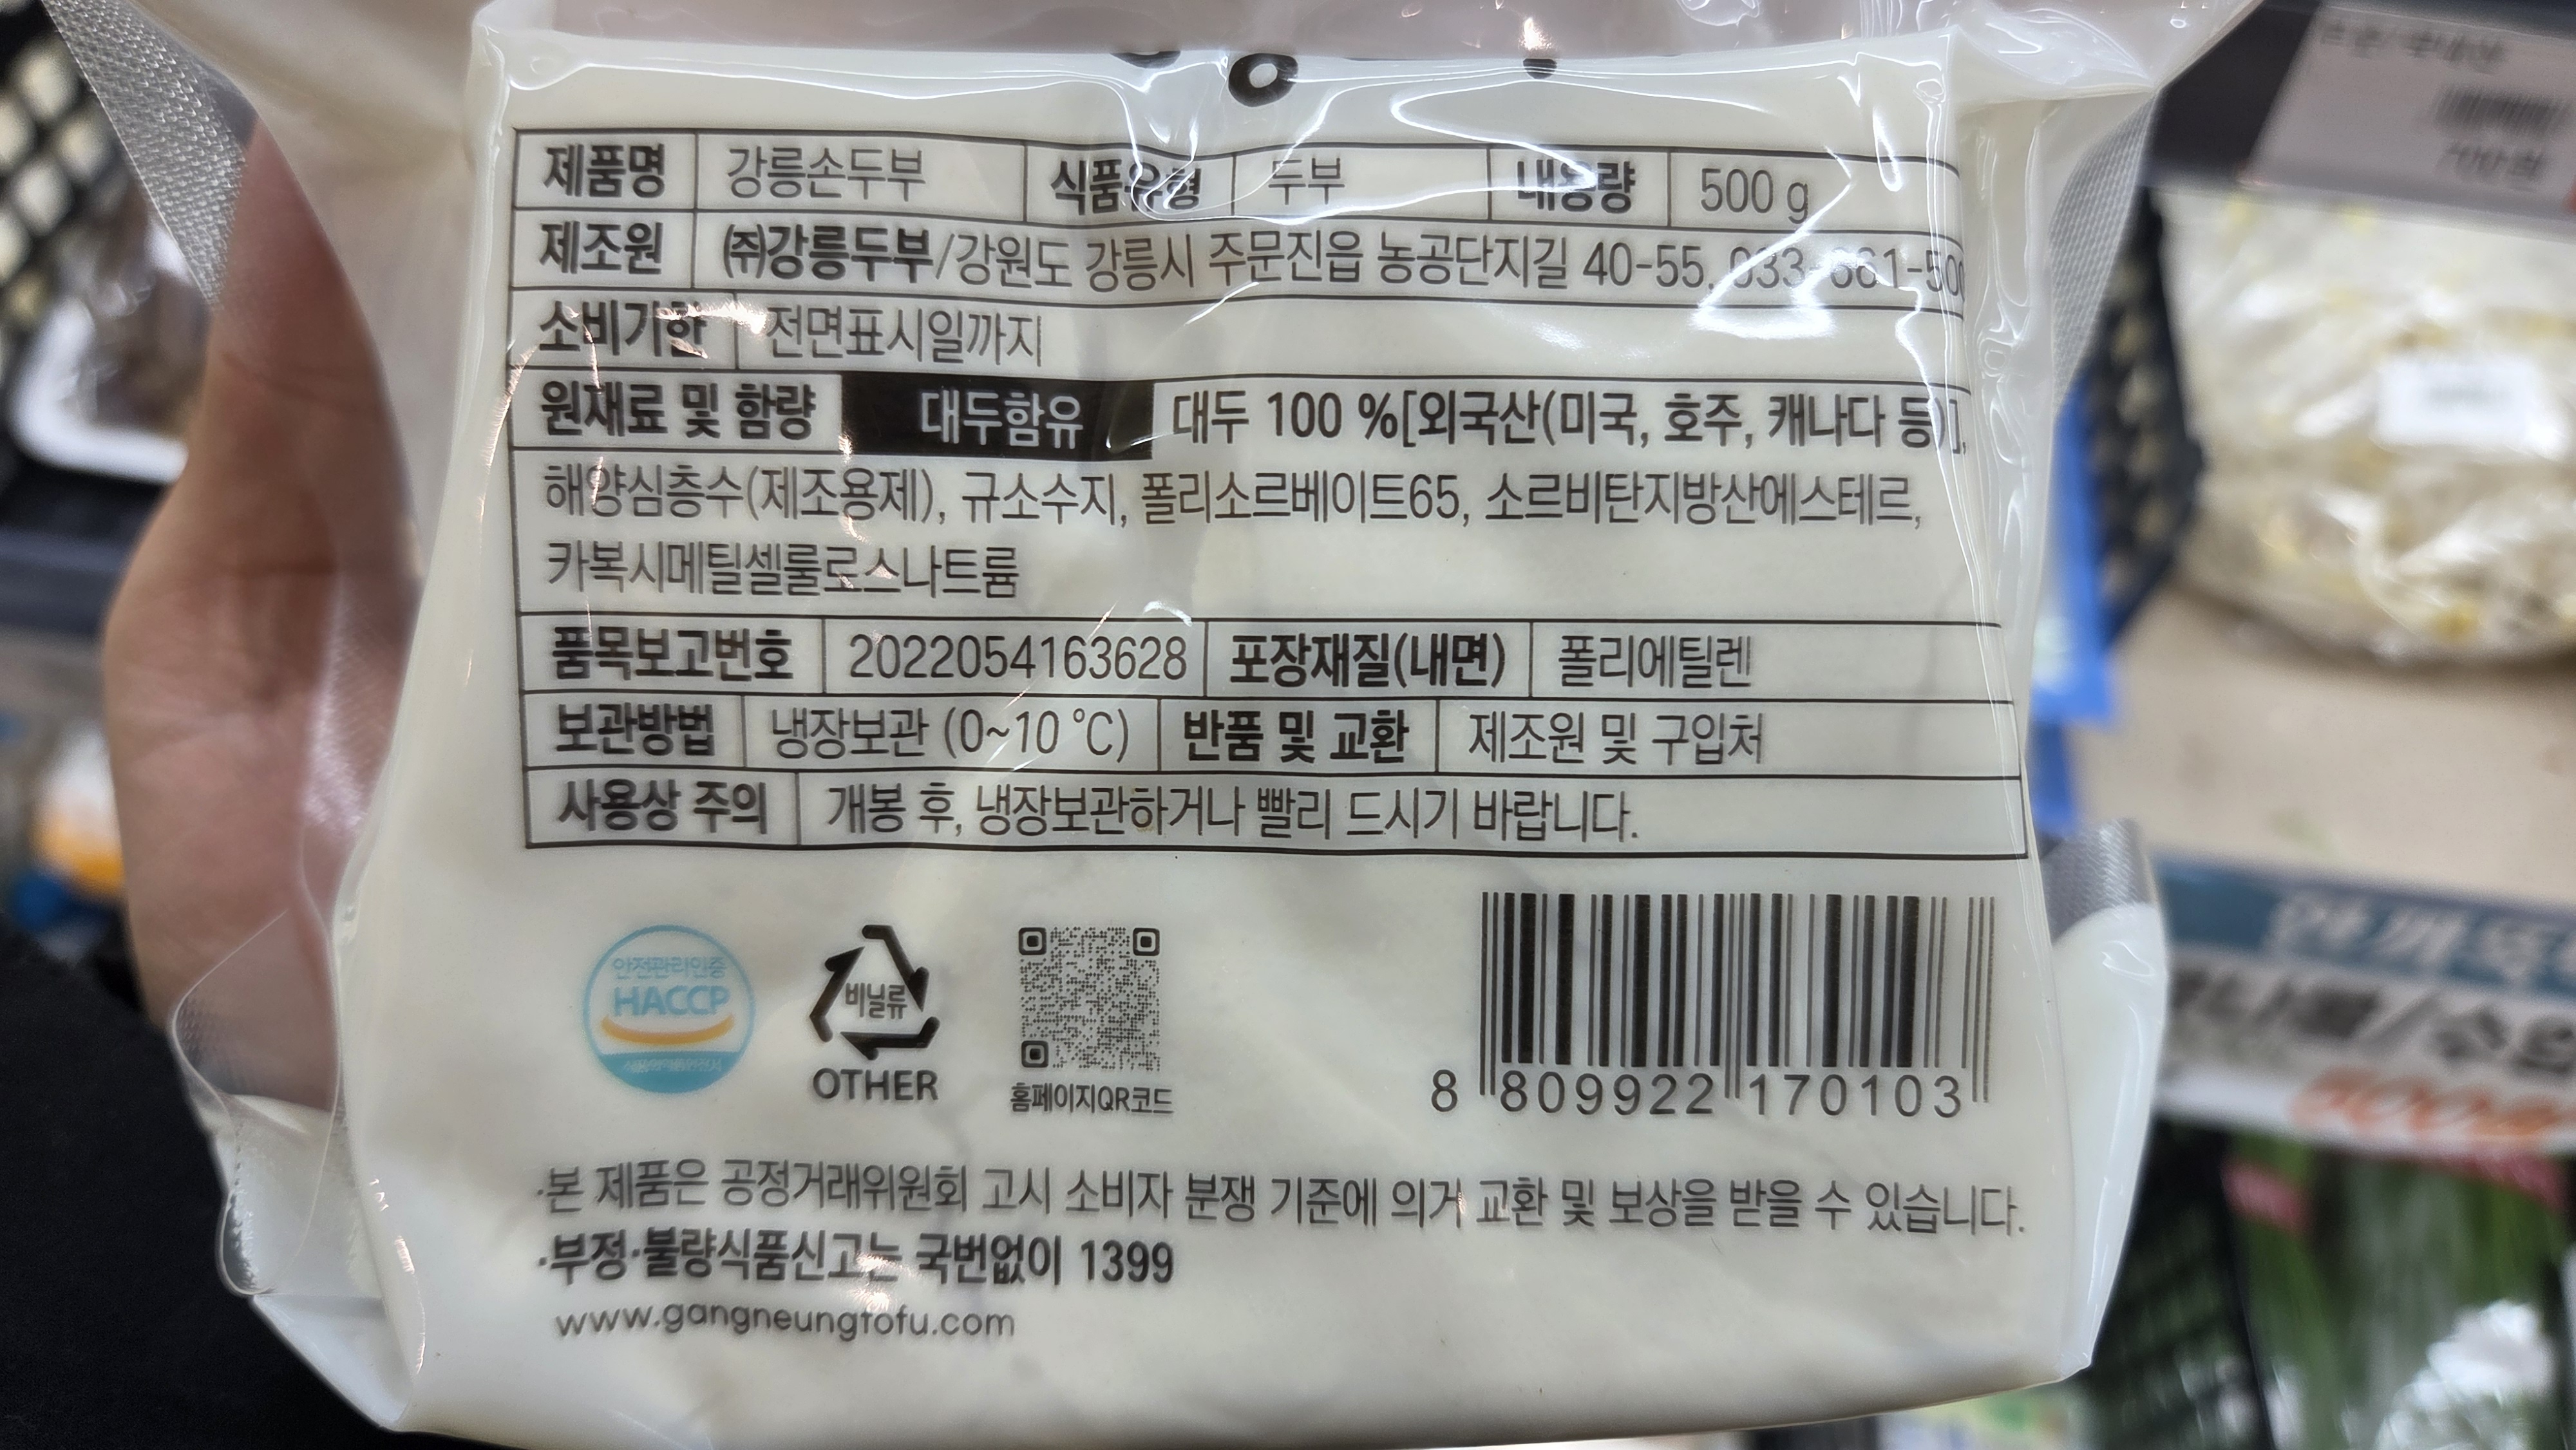 제품명 강릉손두부 식품유형 두부 내용량 500 g
제조원 ㈜강릉두부/강원도 강릉시 주문진읍 농공단지길 40-55. 033-661-50
소비기한 전면표시일까지
원재료 및 함량 대두함유 대두 100 %[외국산(미국, 호주, 캐나다 등)],
해양심층수(제조용제), 규소수지, 폴리소르베이트65, 소르비탄지방산에스테르,
카복시메틸셀룰로스나트륨
품목보고번호 2022054163628 포장재질(내면) 폴리에틸렌
보관방법 냉장보관 (0~10 ℃) 반품 및 교환 제조원 및 구입처
사용상 주의 개봉 후, 냉장보관하거나 빨리 드시기 바랍니다.
안전관리인증
HACCP
비닐류
OTHER
홈페이지QR코드
8 809922 170103
·본 제품은 공정거래위원회 고시 소비자 분쟁 기준에 의거 교환 및 보상을 받을 수 있습니다.
·부정·불량식품신고는 국번없이 1399
www.gangneungtofu.com